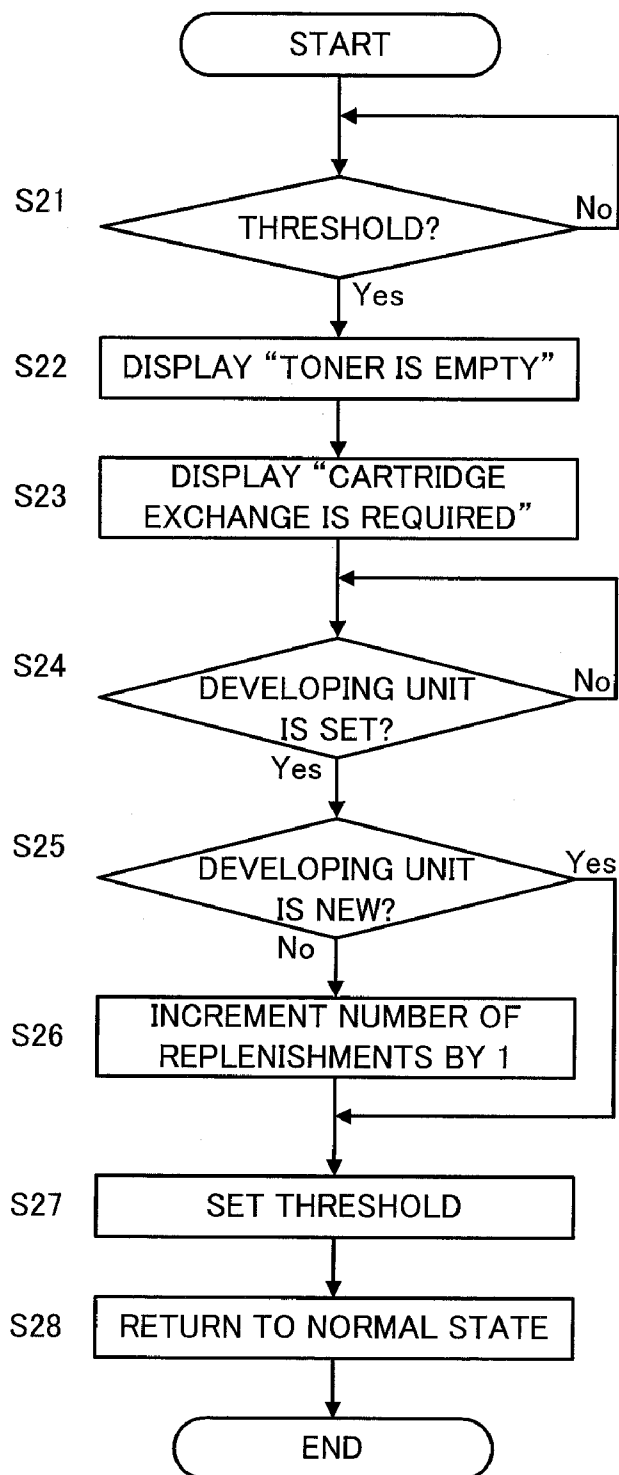 START
S21
THRESHOLD?
No
Yes
S22
DISPLAY “TONER IS EMPTY”
S23
DISPLAY “CARTRIDGE
EXCHANGE IS REQUIRED”
S24
DEVELOPING UNIT
IS SET?
No
Yes
S25
DEVELOPING UNIT
IS NEW?
Yes
No
S26
INCREMENT NUMBER OF
REPLENISHMENTS BY 1
S27
SET THRESHOLD
S28
RETURN TO NORMAL STATE
END